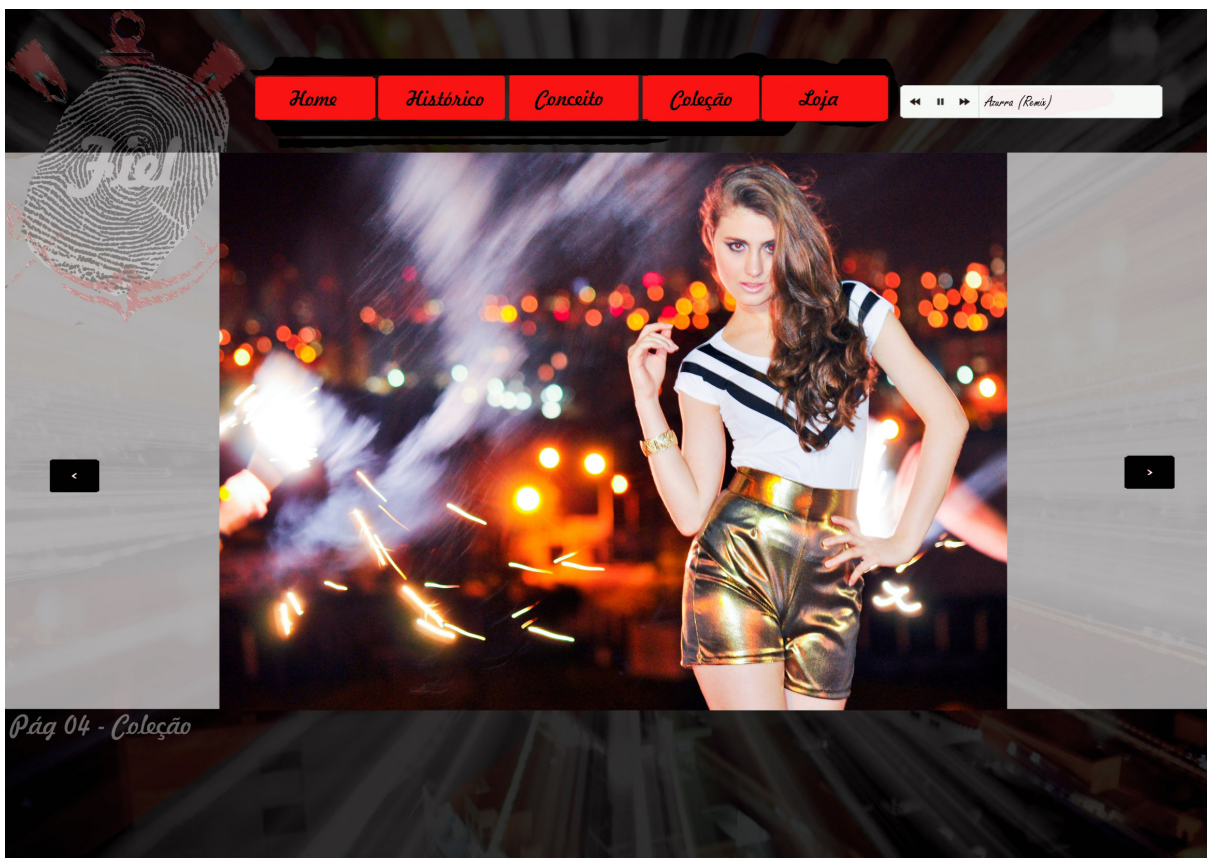 Home Histórico Conceito Coleção Loja
Azurra (Remix)
Fiel
<
>
Pág 04 - Coleção